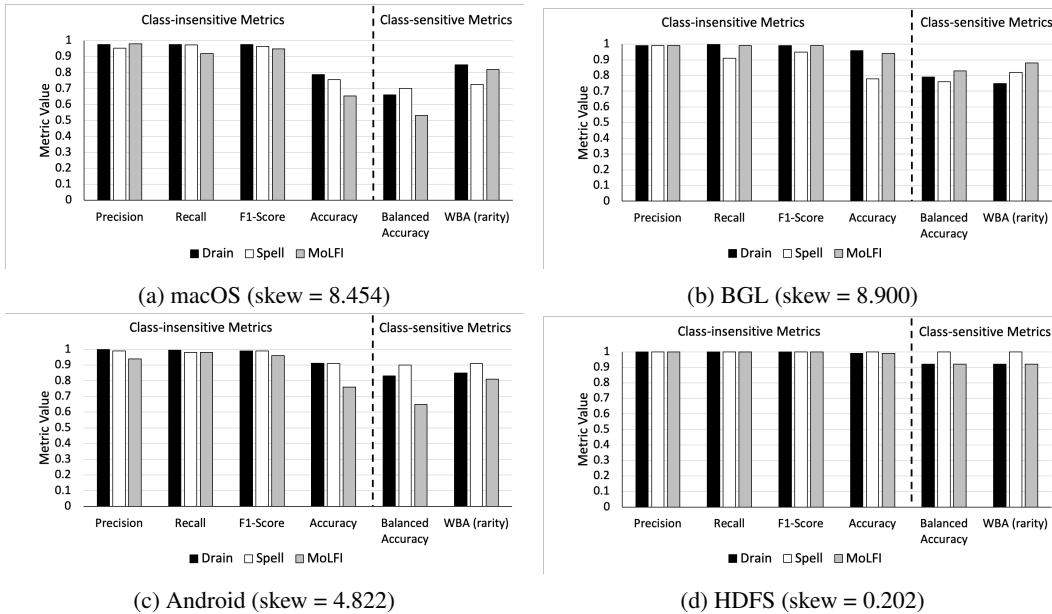 Class-insensitive Metrics
Class-sensitive Metrics
Metric Value
1
0.9
0.8
0.7
0.6
0.5
0.4
0.3
0.2
0.1
0
Precision
Recall
F1-Score
Accuracy
Balanced
Accuracy
WBA (rarity)
Drain
Spell
MoLFI
(a) macOS (skew = 8.454)
Class-insensitive Metrics
Class-sensitive Metrics
Metric Value
1
0.9
0.8
0.7
0.6
0.5
0.4
0.3
0.2
0.1
0
Precision
Recall
F1-Score
Accuracy
Balanced
Accuracy
WBA (rarity)
Drain
Spell
MoLFI
(b) BGL (skew = 8.900)
Class-insensitive Metrics
Class-sensitive Metrics
Metric Value
1
0.9
0.8
0.7
0.6
0.5
0.4
0.3
0.2
0.1
0
Precision
Recall
F1-Score
Accuracy
Balanced
Accuracy
WBA (rarity)
Drain
Spell
MoLFI
(c) Android (skew = 4.822)
Class-insensitive Metrics
Class-sensitive Metrics
Metric Value
1
0.9
0.8
0.7
0.6
0.5
0.4
0.3
0.2
0.1
0
Precision
Recall
F1-Score
Accuracy
Balanced
Accuracy
WBA (rarity)
Drain
Spell
MoLFI
(d) HDFS (skew = 0.202)